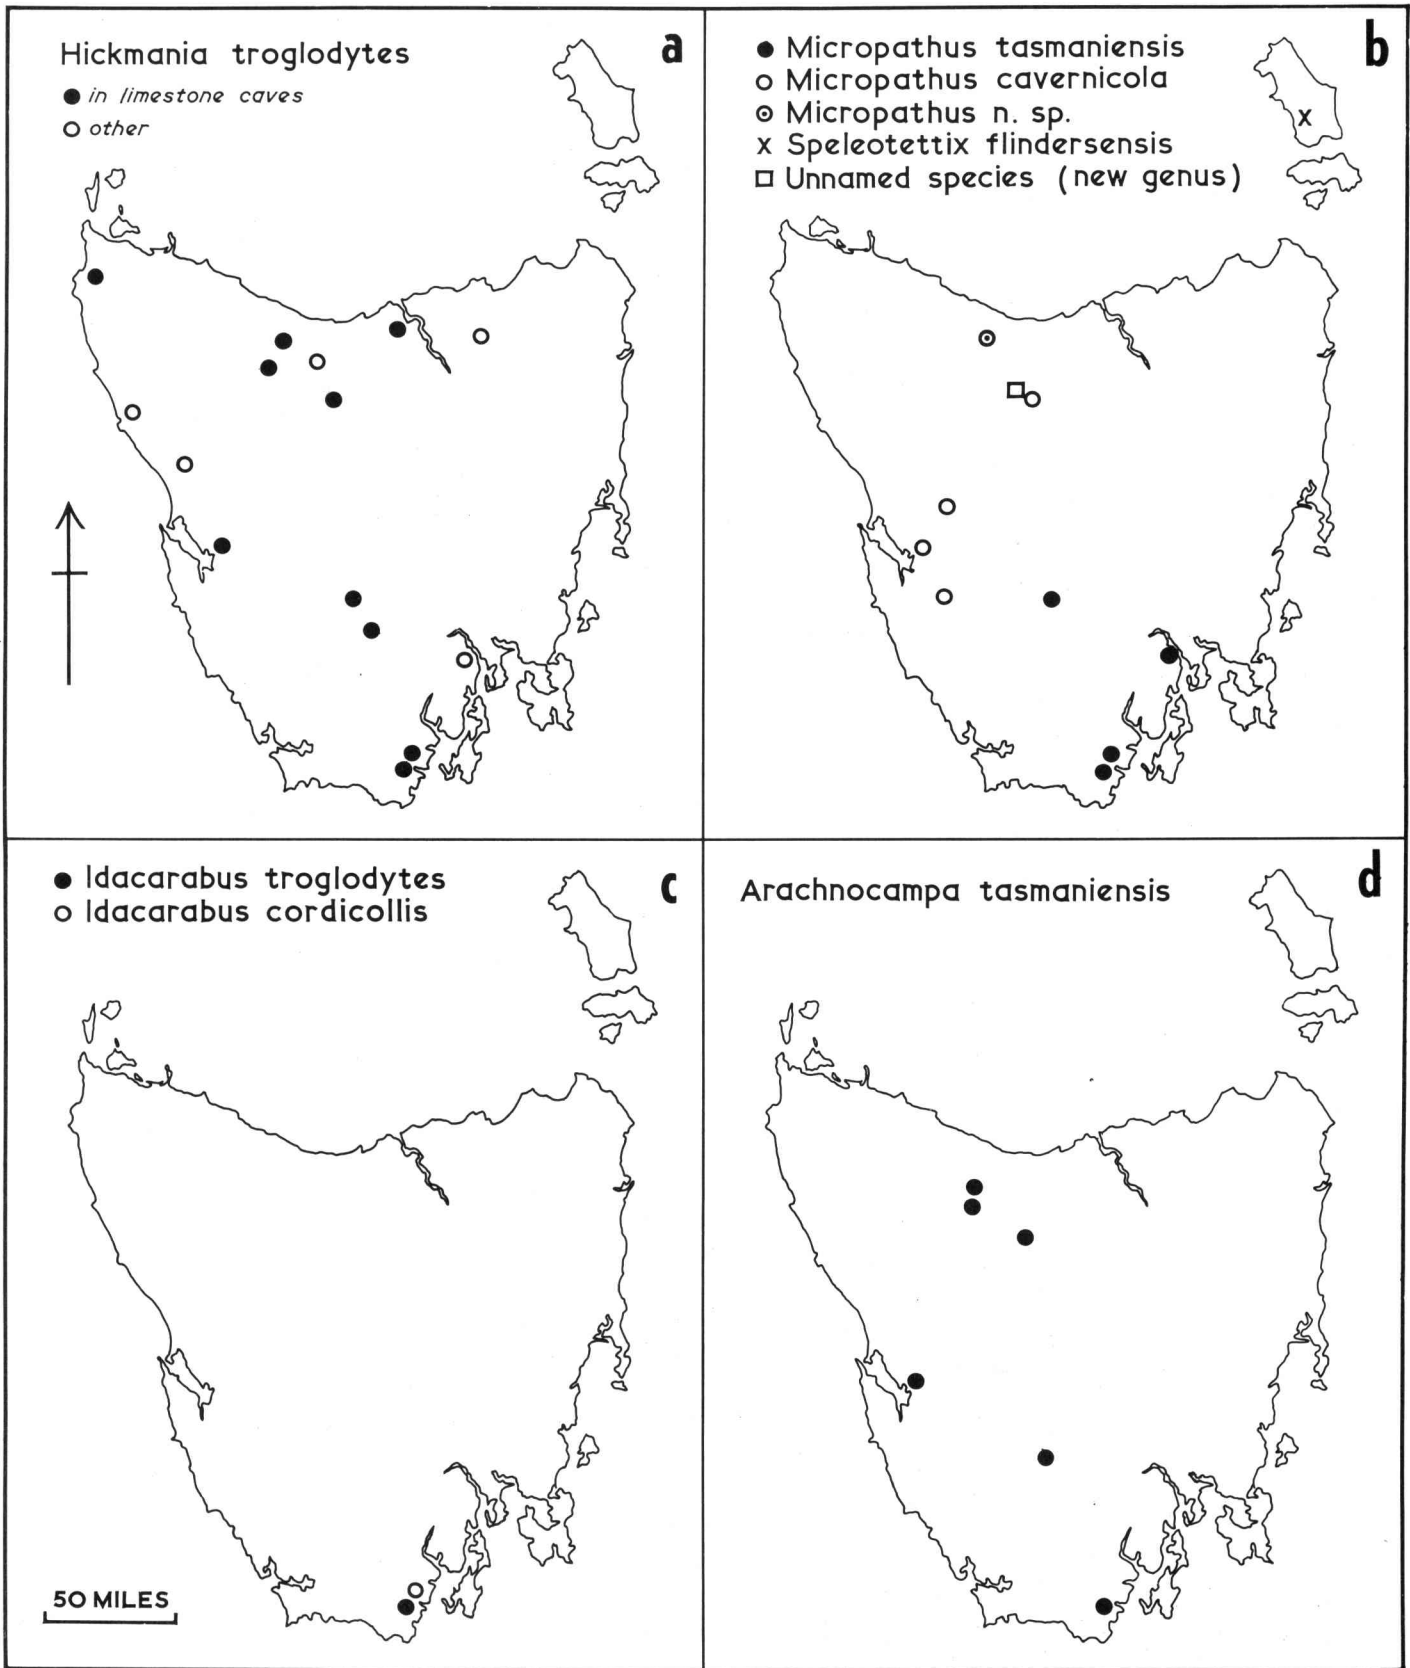 Hickmania troglodytes
in limestone caves
other
a
Micropathus tasmaniensis
Micropathus cavernicola
Micropathus n. sp.
x Speleotettix flindersensis
Unnamed species (new genus)
b
x
Idacarabus troglodytes
Idacarabus cordicollis
c
50 MILES
Arachnocampa tasmaniensis
d